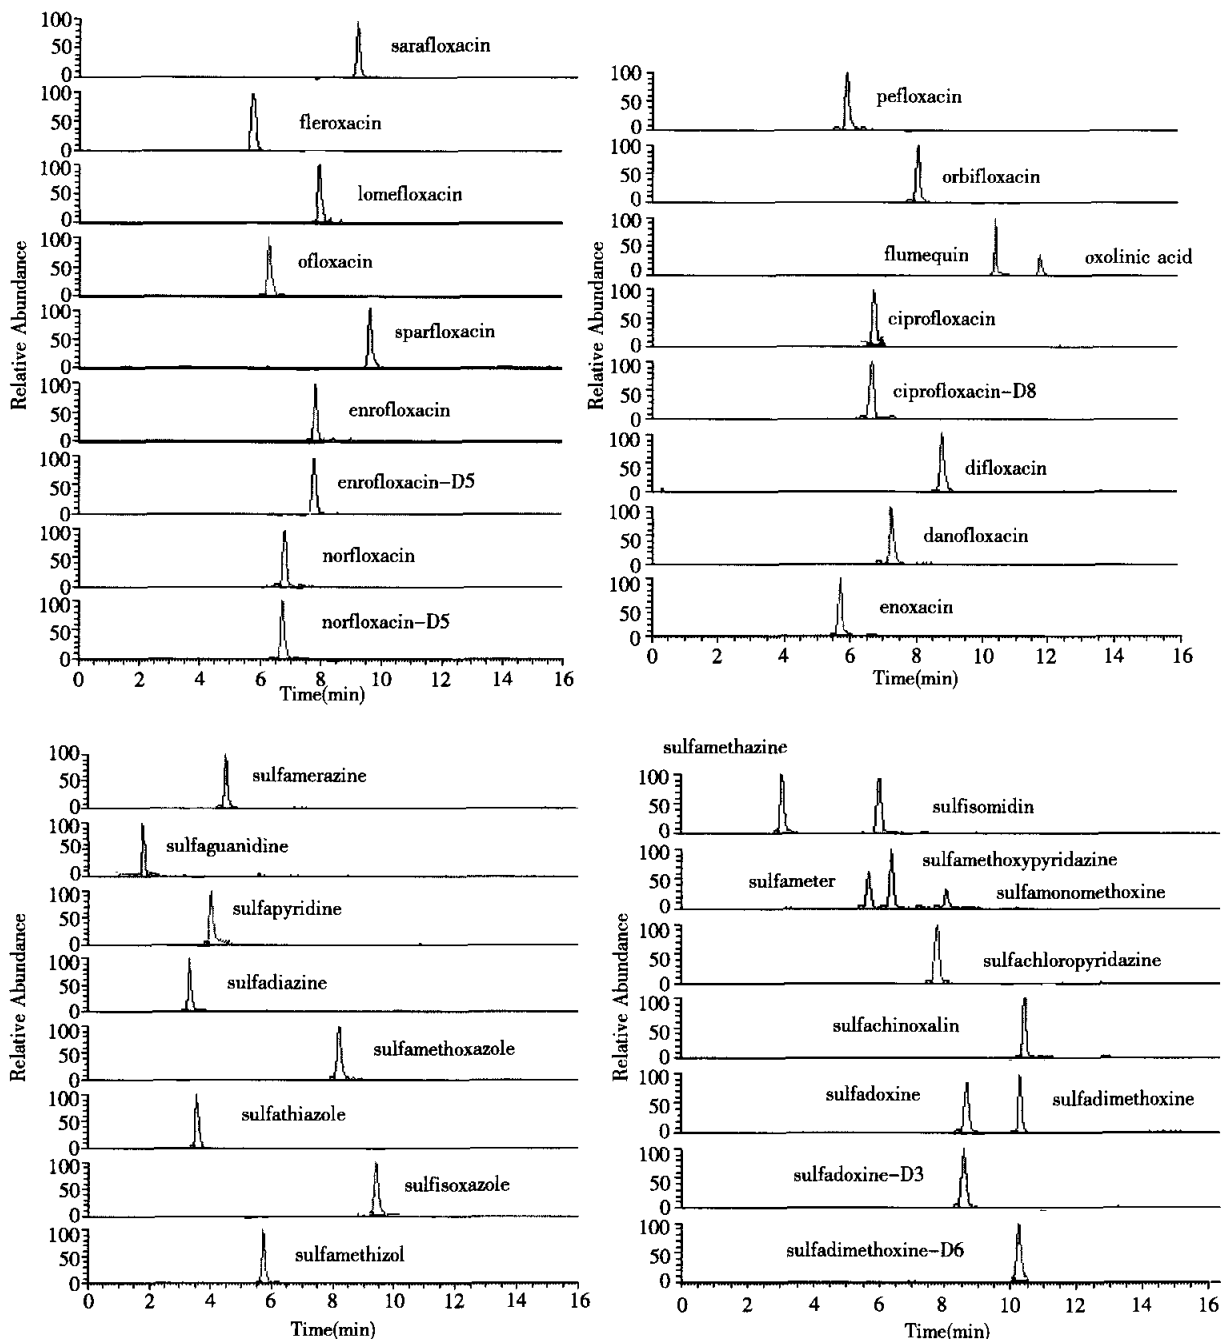 100
50
0
sarafloxacin
100
50
0
fleroxacin
100
50
0
lomefloxacin
100
50
0
ofloxacin
100
50
0
sparfloxacin
100
50
0
enrofloxacin
100
50
0
enrofloxacin-D5
100
50
0
norfloxacin
100
50
0
norfloxacin-D5
Relative Abundance
0 2 4 6 8 10 12 14 16
Time(min)
100
50
0
pefloxacin
100
50
0
orbifloxacin
100
50
0
flumequin oxolinic acid
100
50
0
ciprofloxacin
100
50
0
ciprofloxacin-D8
100
50
0
difloxacin
100
50
0
danofloxacin
100
50
0
enoxacin
Relative Abundance
0 2 4 6 8 10 12 14 16
Time(min)
100
50
0
sulfamerazine
100
50
0
sulfaguanidine
100
50
0
sulfapyridine
100
50
0
sulfadiazine
100
50
0
sulfamethoxazole
100
50
0
sulfathiazole
100
50
0
sulfisoxazole
100
50
0
sulfamethizol
Relative Abundance
0 2 4 6 8 10 12 14 16
Time(min)
sulfamethazine
100
50
0
sulfisomidin
100
50
0
sulfameter
sulfamethoxypyridazine
sulfamonomethoxine
100
50
0
sulfachloropyridazine
100
50
0
sulfachinoxalin
100
50
0
sulfadoxine sulfadimethoxine
100
50
0
sulfadoxine-D3
100
50
0
sulfadimethoxine-D6
Relative Abundance
0 2 4 6 8 10 12 14 16
Time(min)